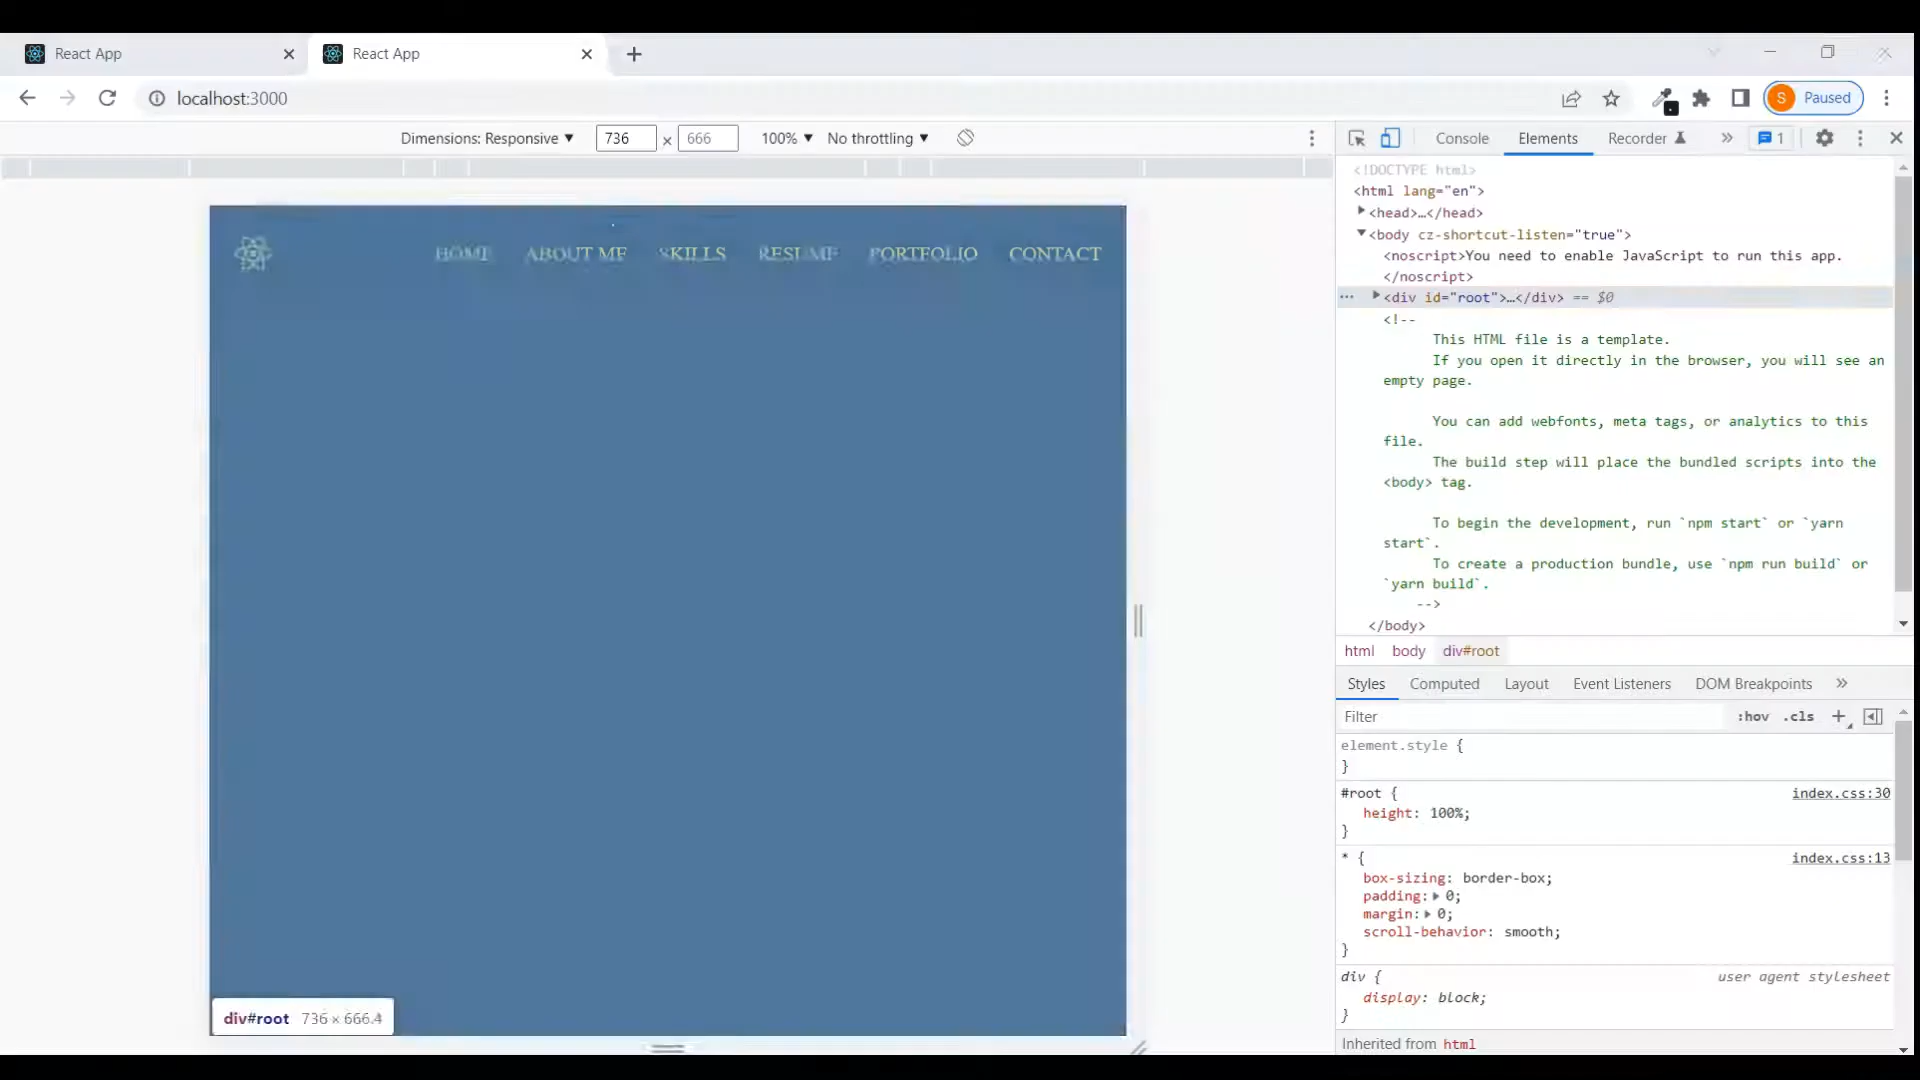 React App
React App
localhost:3000
S Paused
Dimensions: Responsive 736 x 666 100% No throttling
Console Elements Recorder » 1
<!DOCTYPE html>
<html lang="en">
<head>…</head>
<body cz-shortcut-listen="true">
<noscript>You need to enable JavaScript to run this app.
</noscript>
<div id="root">…</div> == $0
<!--
This HTML file is a template.
If you open it directly in the browser, you will see an
empty page.
You can add webfonts, meta tags, or analytics to this
file.
The build step will place the bundled scripts into the
<body> tag.
To begin the development, run `npm start` or `yarn
start`.
To create a production bundle, use `npm run build` or
`yarn build`.
-->
</body>
html body div#root
Styles Computed Layout Event Listeners DOM Breakpoints »
Filter :hov .cls +
element.style {
}
#root { index.css:30
height: 100%;
}
* { index.css:13
box-sizing: border-box;
padding: 0;
margin: 0;
scroll-behavior: smooth;
}
div { user agent stylesheet
display: block;
}
Inherited from html
HOME ABOUT ME SKILLS RESUME PORTFOLIO CONTACT
div#root 736 × 666.4